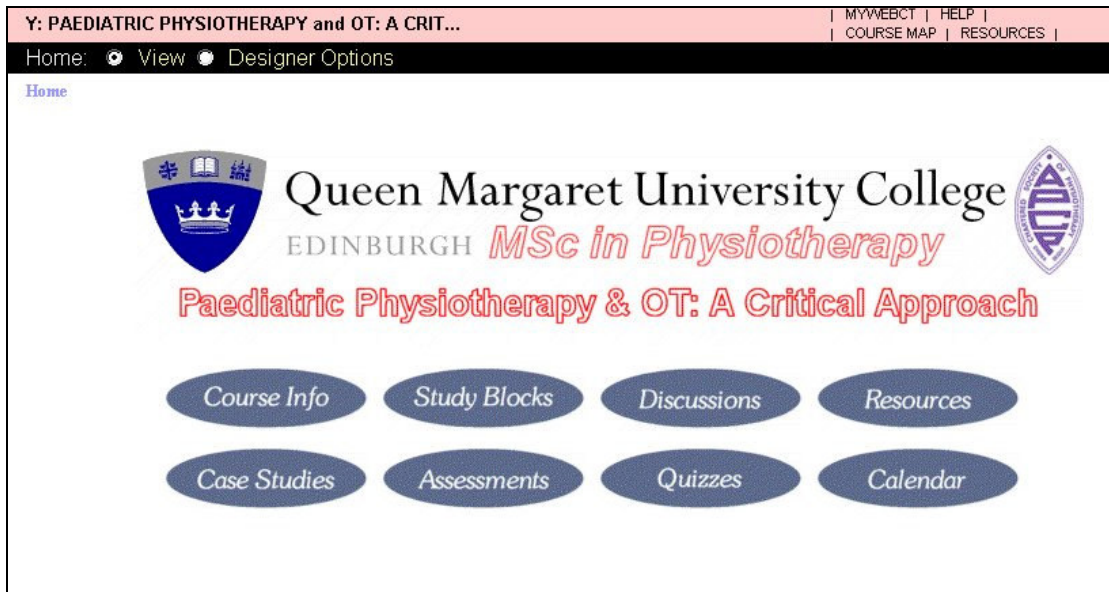 Y: PAEDIATRIC PHYSIOTHERAPY and OT: A CRIT...
| MYWEBCT | HELP |
| COURSE MAP | RESOURCES |
Home: View Designer Options
Home
Queen Margaret University College
EDINBURGH MSc in Physiotherapy
Paediatric Physiotherapy & OT: A Critical Approach
Course Info Study Blocks Discussions Resources
Case Studies Assessments Quizzes Calendar